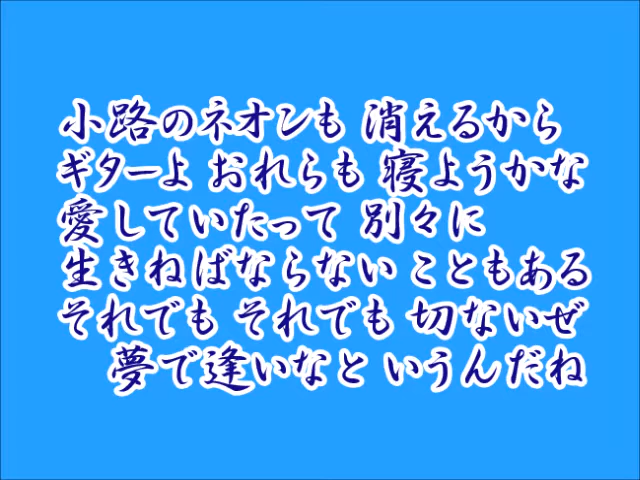 小路のネオンも 消えるから
ギターよ おれらも 寝ようかな
愛していたって 別々に
生きねばならない こともある
それでも それでも 切ないぜ
夢で逢いなと いうんだね